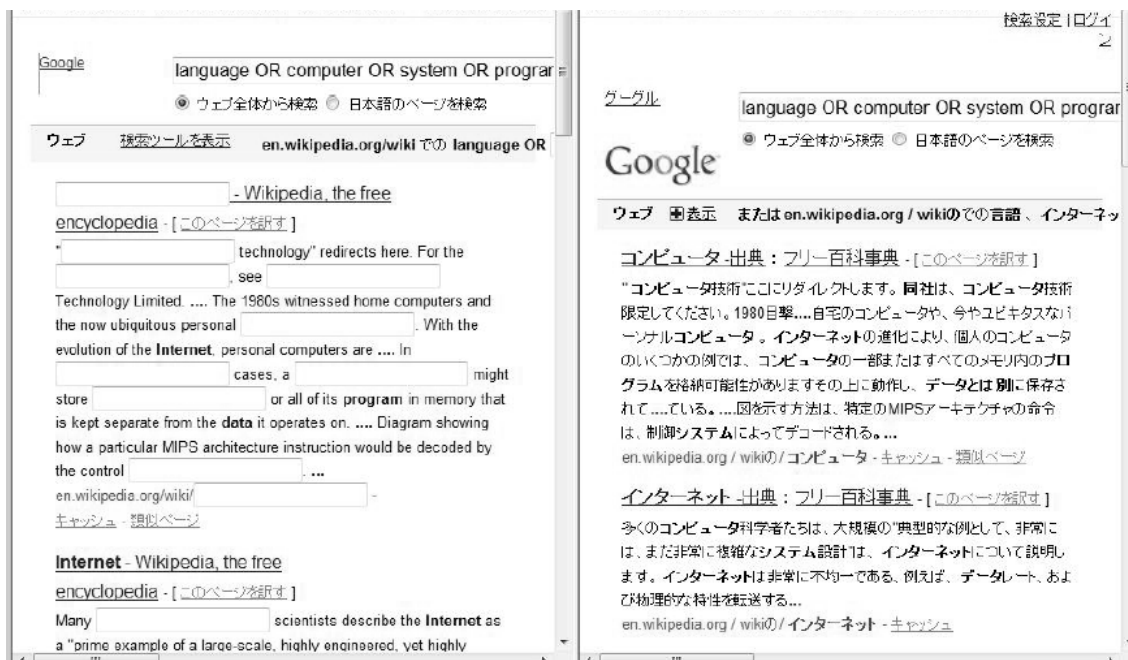 Google
language OR computer OR system OR prograr
ウェブ全体から検索 日本語のページを検索
ウェブ 検索ツールを表示 en.wikipedia.org/wiki での language OR
- Wikipedia, the free
encyclopedia - [ このページを訳す ]
" technology" redirects here. For the
, see
Technology Limited. .... The 1980s witnessed home computers and
the now ubiquitous personal . With the
evolution of the Internet, personal computers are .... In
cases, a might
store or all of its program in memory that
is kept separate from the data it operates on. .... Diagram showing
how a particular MIPS architecture instruction would be decoded by
the control . ...
en.wikipedia.org/wiki/ -
キャッシュ - 類似ページ
Internet - Wikipedia, the free
encyclopedia - [ このページを訳す ]
Many scientists describe the Internet as
a "prime example of a large-scale, highly engineered, yet highly
検索設定 | ログイ
ン
グーグル
language OR computer OR system OR program
ウェブ全体から検索 日本語のページを検索
Google
ウェブ 表示 または en.wikipedia.org / wikiのでの言語 、インターネッ
コンピュータ -出典 : フリー百科事典 - [このページを訳す ]
"コンピュータ技術"ここにリダイレクトします。同社は、コンピュータ技術
限定してください。1980目撃....自宅のコンピュータや、今やユビキタスなパ
ーソナルコンピュータ 。インターネットの進化により、個人のコンピュータ
のいくつかの例では、コンピュータの一部またはすべてのメモリ内のプロ
グラムを格納可能性がありますその上に動作し、データとは別に保存さ
れて....ている。....図を示す方法は、特定のMIPSアーキテクチャの命令
は、制御システムによってデコードされる。...
en.wikipedia.org / wikiの/ コンピュータ - キャッシュ - 類似ページ
インターネット -出典 : フリー百科事典 - [このページを訳す ]
多くのコンピュータ科学者たちは、大規模の"典型的な例として、非常に
は、まだ非常に複雑なシステム設計"は、インターネットについて説明し
ます。インターネットは非常に不均一である、例えば、データレート、およ
び物理的な特性を転送する...
en.wikipedia.org / wikiの/ インターネット - キャッシュ